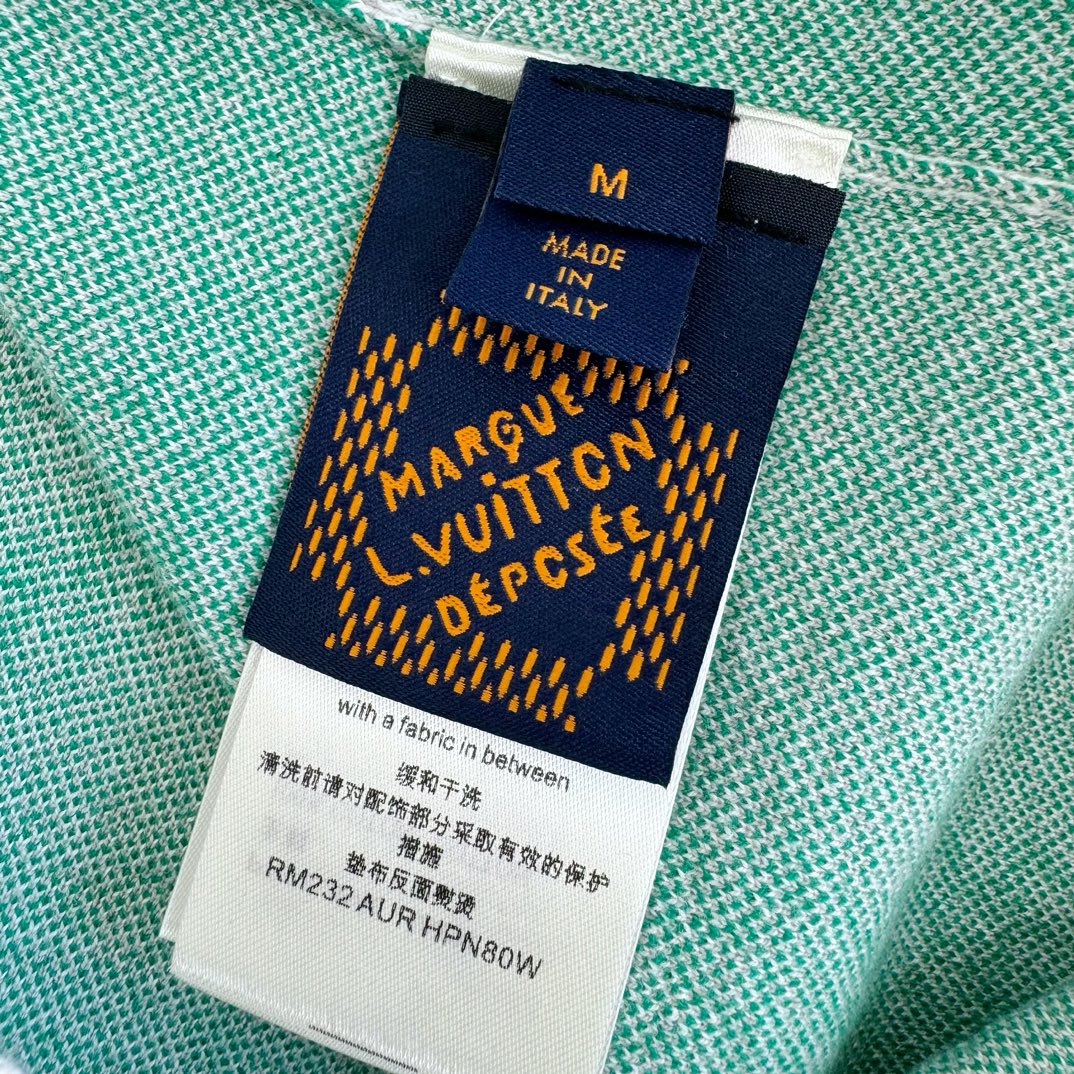 M
MADE
IN
ITALY
MARQUE
L.VUITTON
DÉPOSÉE
with a fabric in between
缓和干洗
清洗前请对配饰部分采取有效的保护
措施
垫布反面熨烫
RM232 AUR HPN80W